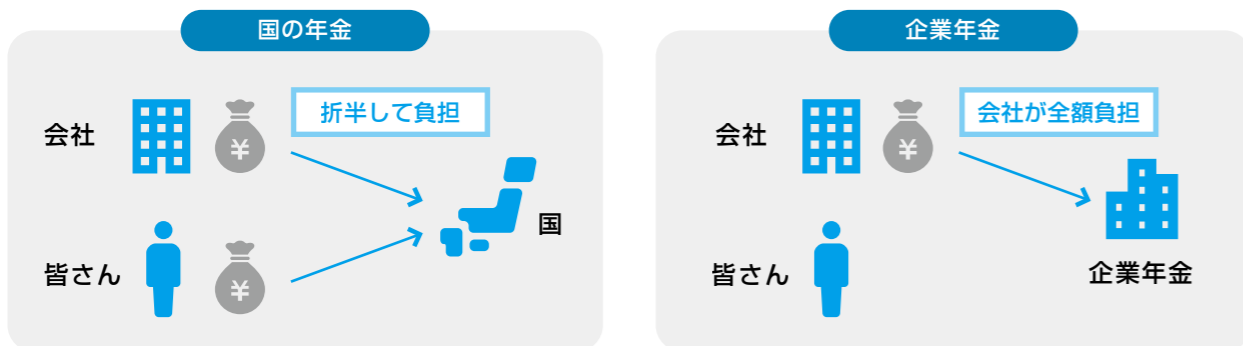 国の年金
会社
¥
折半して負担
国
皆さん
¥
企業年金
会社
¥
会社が全額負担
皆さん
企業年金